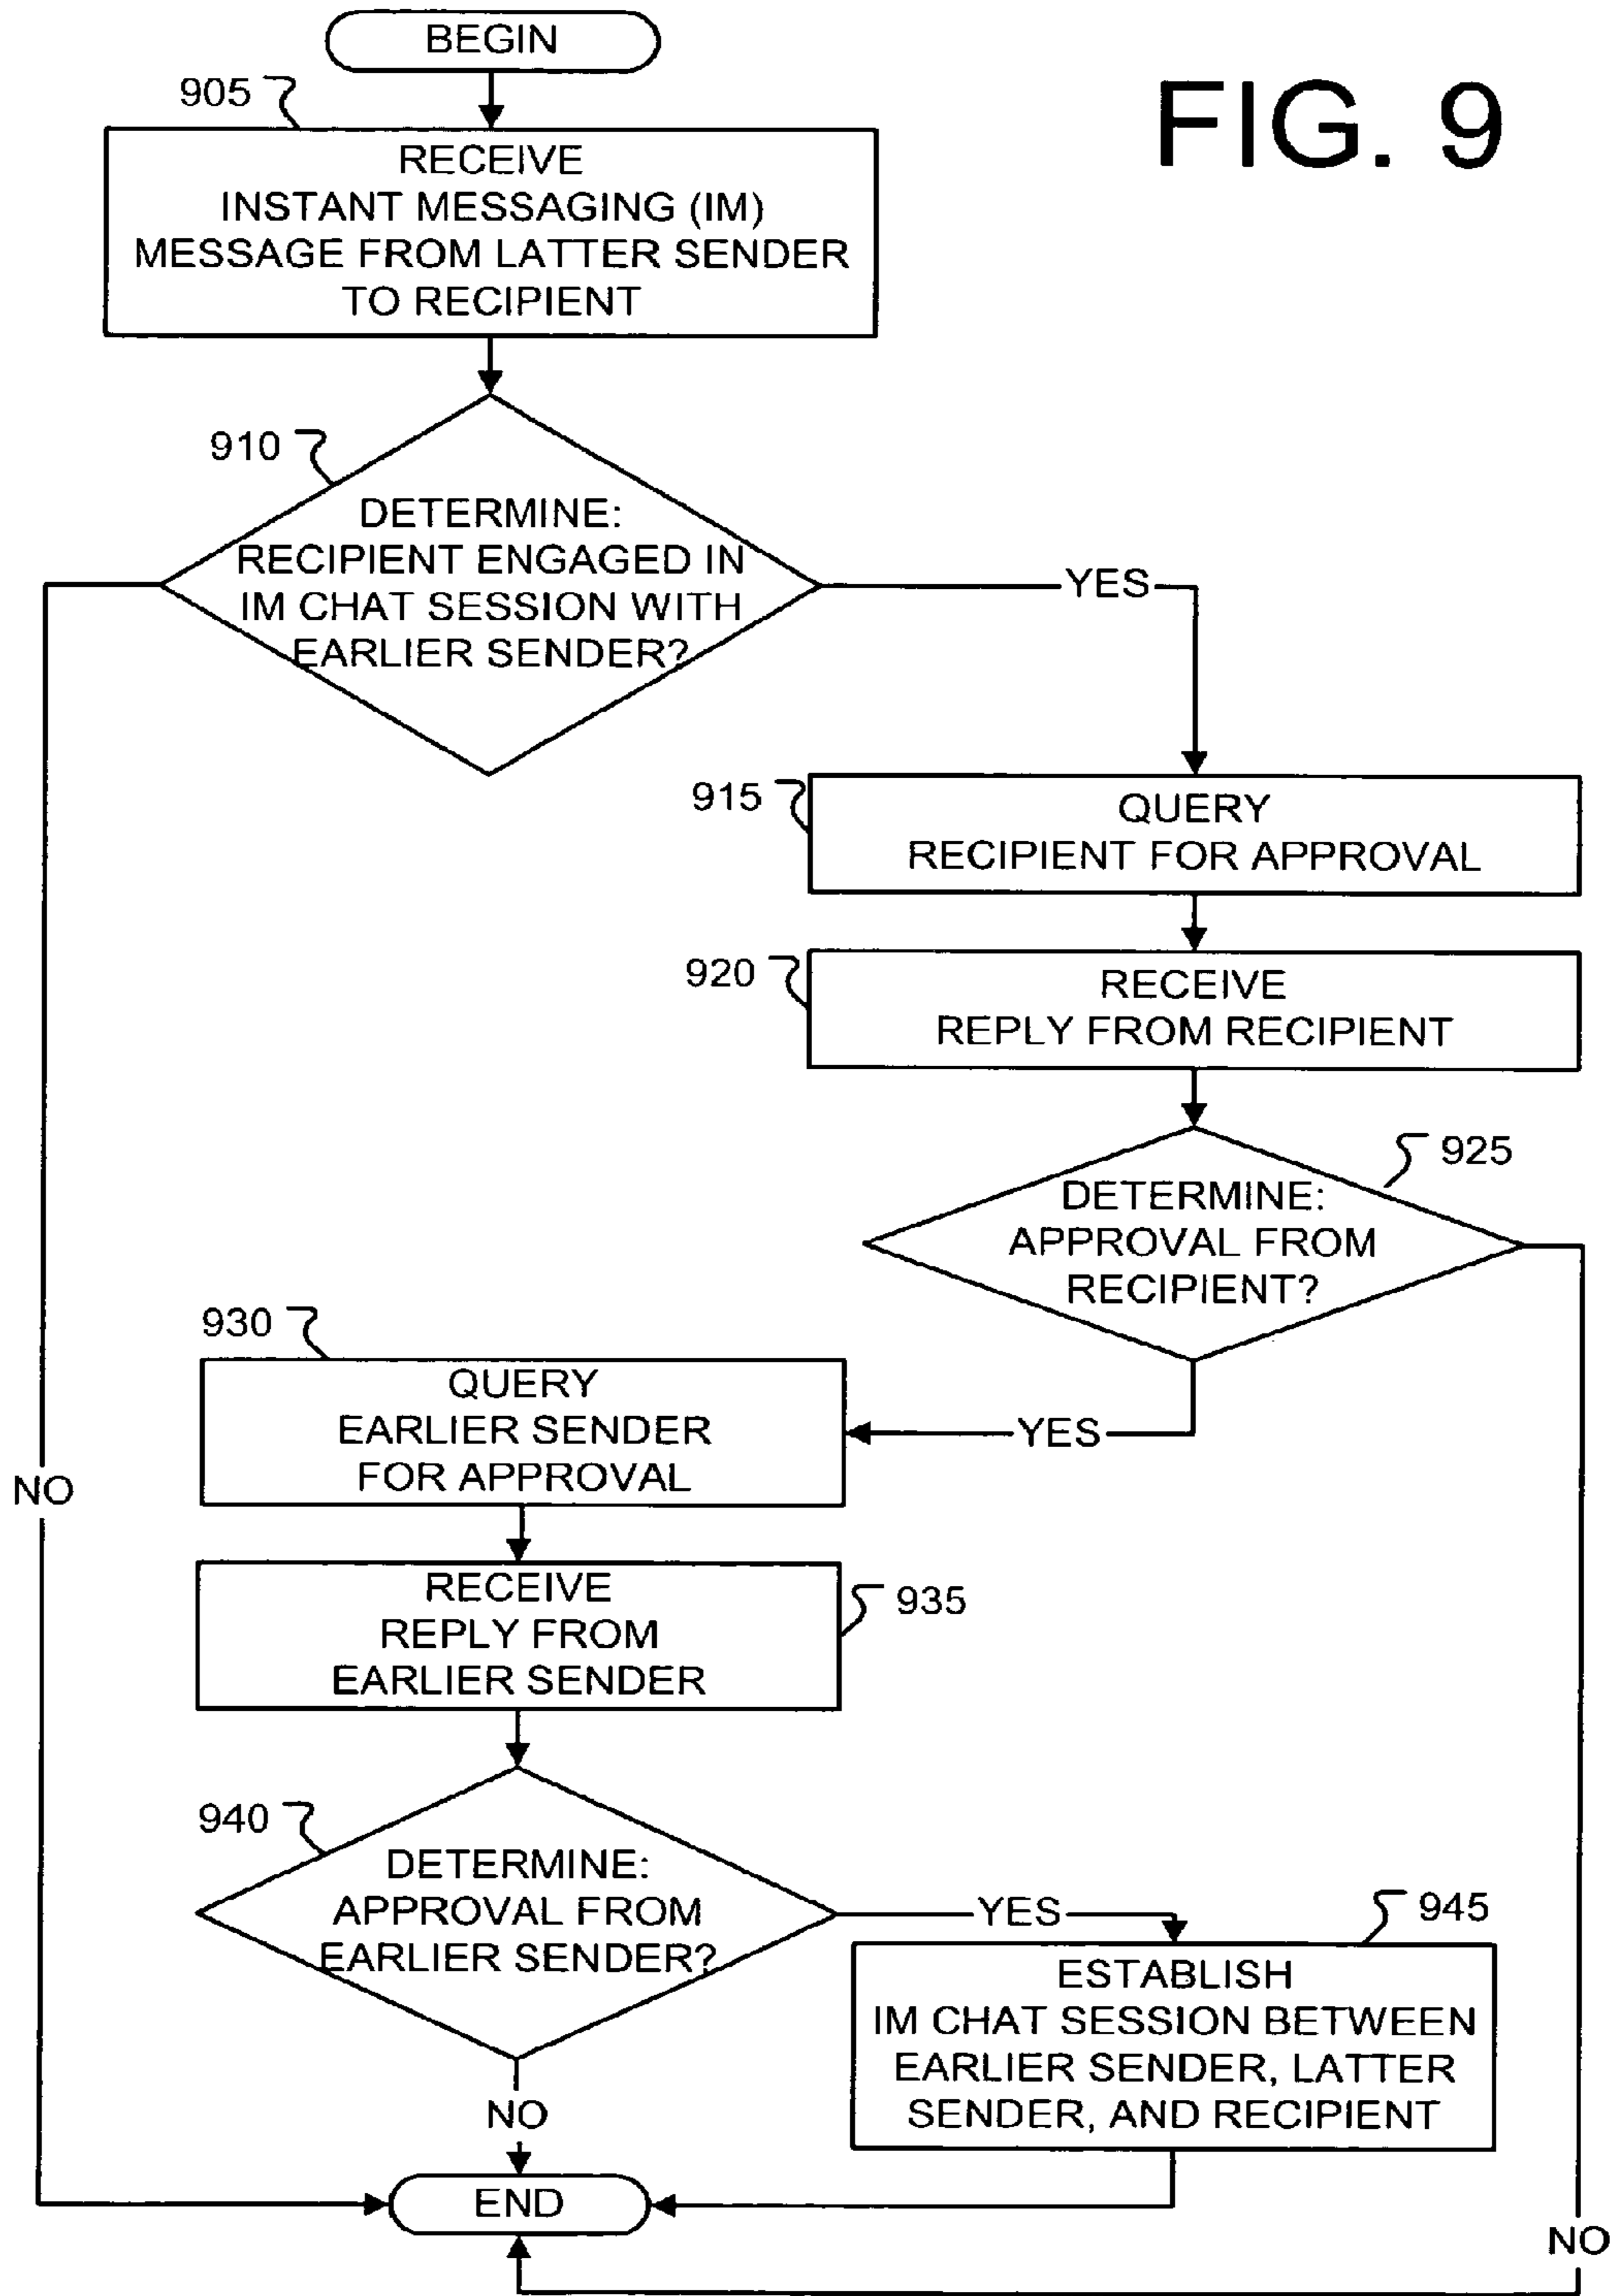 BEGIN
FIG. 9
905
RECEIVE
INSTANT MESSAGING (IM)
MESSAGE FROM LATTER SENDER
TO RECIPIENT
910
DETERMINE:
RECIPIENT ENGAGED IN
IM CHAT SESSION WITH
EARLIER SENDER?
YES
915
QUERY
RECIPIENT FOR APPROVAL
920
RECEIVE
REPLY FROM RECIPIENT
925
DETERMINE:
APPROVAL FROM
RECIPIENT?
YES
930
QUERY
EARLIER SENDER
FOR APPROVAL
NO
935
RECEIVE
REPLY FROM
EARLIER SENDER
940
DETERMINE:
APPROVAL FROM
EARLIER SENDER?
YES
945
ESTABLISH
IM CHAT SESSION BETWEEN
EARLIER SENDER, LATTER
SENDER, AND RECIPIENT
NO
END
NO